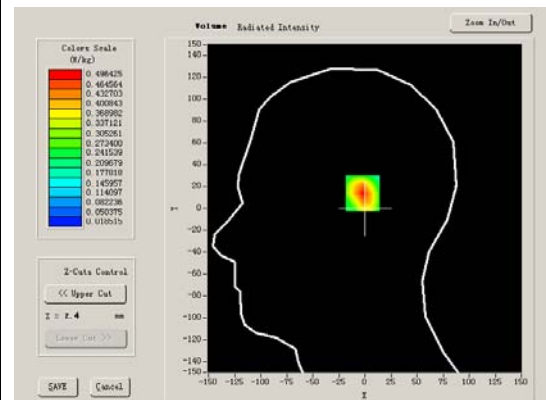 Volume Radiated Intensity
Zoom In/Out
Colors Scale
(W/kg)
0.496425
0.464564
0.432703
0.400843
0.368982
0.337121
0.305261
0.273400
0.241539
0.209679
0.177818
0.145957
0.114097
0.082236
0.050375
0.018515
150
140
120
100
80
60
40
20
0
-20
-40
-60
-80
-100
-120
-140
-150
Y
-150 -125 -100 -75 -50 -25 0 25 50 75 100 125 150
X
Z-Cuts Control
<< Upper Cut
mm
Lower Cut >>
SAVE
Cancel